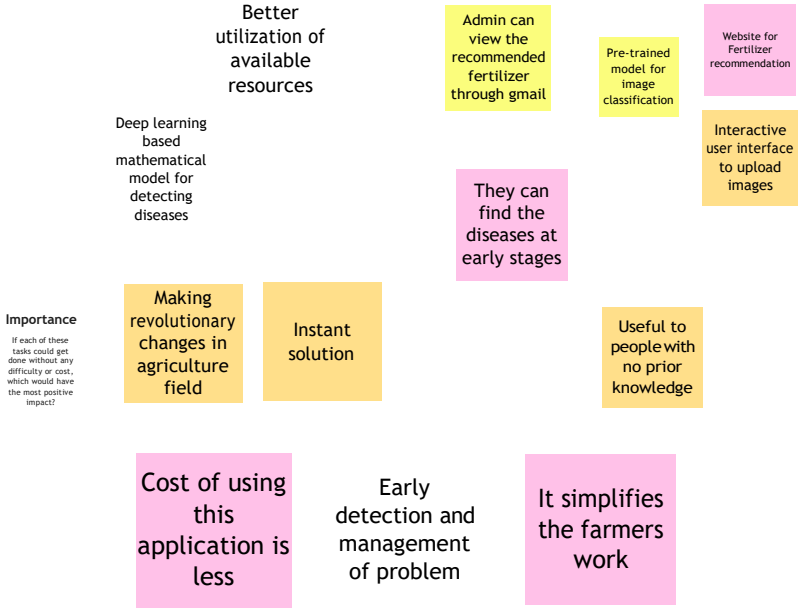 Better
utilization of
available
resources
Admin can
view the
recommended
fertilizer
through gmail
Pre-trained
model for
image
classification
Website for
Fertilizer
recommendation
Deep learning
based
mathematical
model for
detecting
diseases
Interactive
user interface
to upload
images
They can
find the
diseases at
early stages
Importance
If each of these
tasks could get
done without any
difficulty or cost,
which would have
the most positive
impact?
Making
revolutionary
changes in
agriculture
field
Instant
solution
Useful to
people with
no prior
knowledge
Cost of using
this
application is
less
Early
detection and
management
of problem
It simplifies
the farmers
work